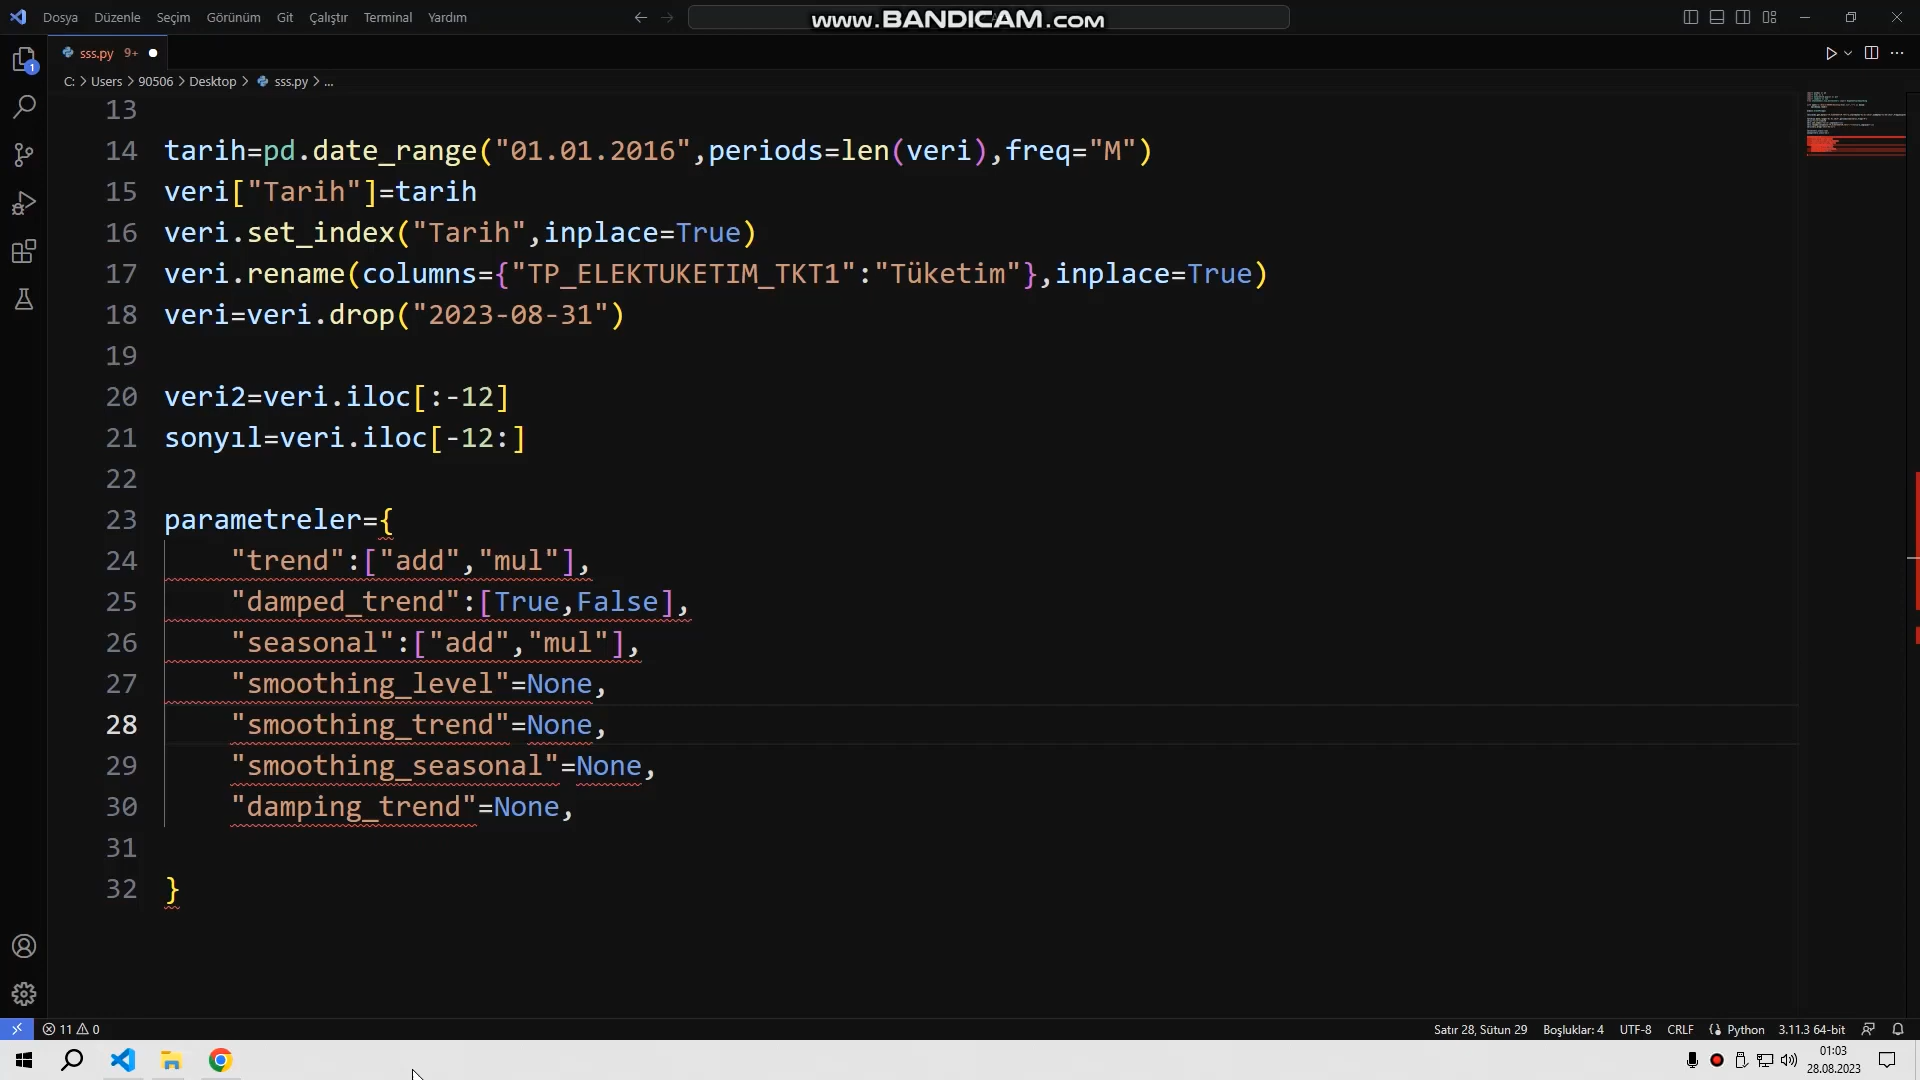 Dosya Düzenle Seçim Görünüm Git Çalıştır Terminal Yardım
www.BANDICAM.com
sss.py 9+
C: > Users > 90506 > Desktop > sss.py > ...
13
14 tarih=pd.date_range("01.01.2016",periods=len(veri),freq="M")
15 veri["Tarih"]=tarih
16 veri.set_index("Tarih",inplace=True)
17 veri.rename(columns={"TP_ELEKTUKETIM_TKT1":"Tüketim"},inplace=True)
18 veri=veri.drop("2023-08-31")
19
20 veri2=veri.iloc[:-12]
21 sonyıl=veri.iloc[-12:]
22
23 parametreler={
24 "trend":["add","mul"],
25 "damped_trend":[True,False],
26 "seasonal":["add","mul"],
27 "smoothing_level"=None,
28 "smoothing_trend"=None,
29 "smoothing_seasonal"=None,
30 "damping_trend"=None,
31
32 }
1
11 0 Satır 28, Sütun 29 Boşluklar: 4 UTF-8 CRLF Python 3.11.3 64-bit
01:03
28.08.2023